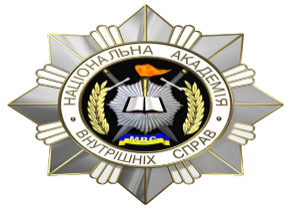 НАЦІОНАЛЬНА АКАДЕМІЯ
ВНУТРІШНІХ СПРАВ
МВС